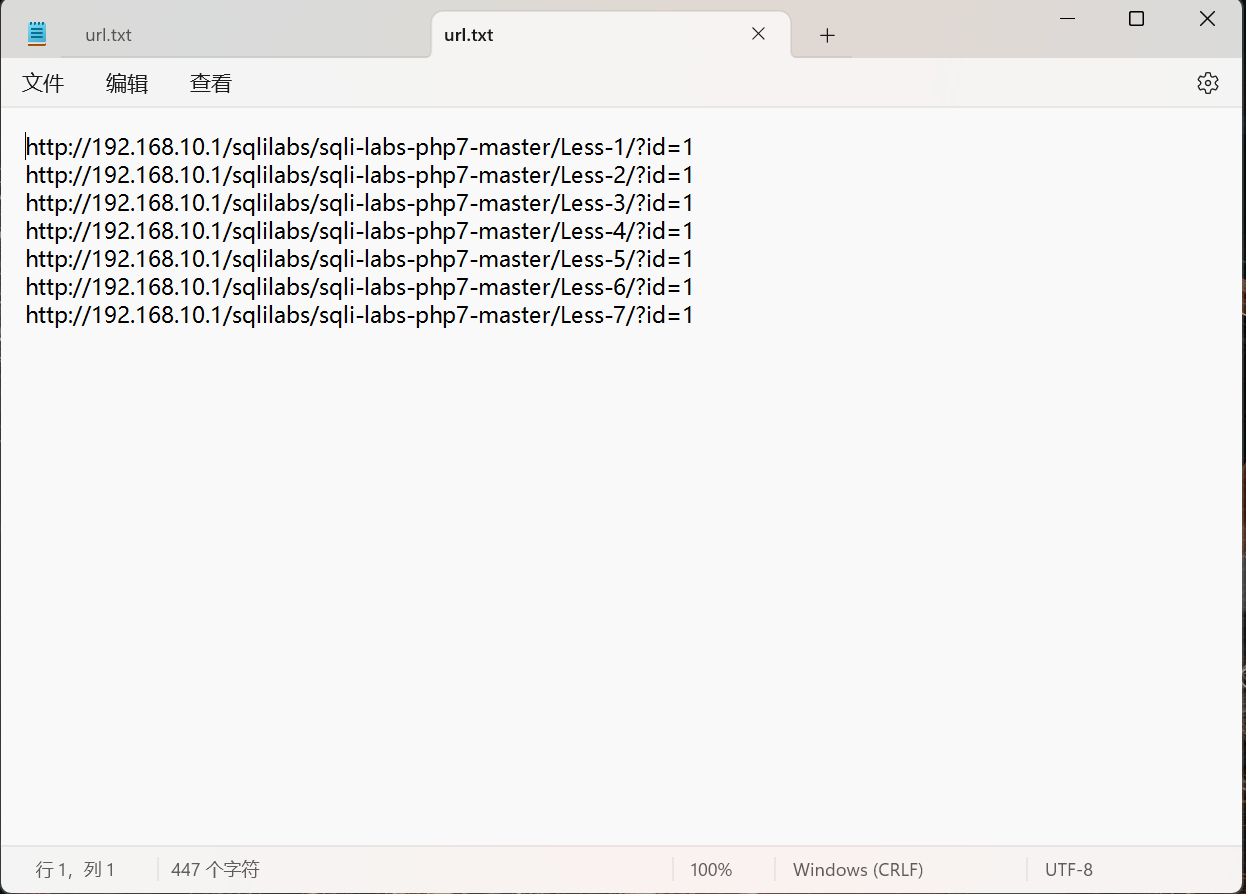 url.txt
url.txt
文件 编辑 查看
http://192.168.10.1/sqlilabs/sqli-labs-php7-master/Less-1/?id=1
http://192.168.10.1/sqlilabs/sqli-labs-php7-master/Less-2/?id=1
http://192.168.10.1/sqlilabs/sqli-labs-php7-master/Less-3/?id=1
http://192.168.10.1/sqlilabs/sqli-labs-php7-master/Less-4/?id=1
http://192.168.10.1/sqlilabs/sqli-labs-php7-master/Less-5/?id=1
http://192.168.10.1/sqlilabs/sqli-labs-php7-master/Less-6/?id=1
http://192.168.10.1/sqlilabs/sqli-labs-php7-master/Less-7/?id=1
行 1，列 1 447 个字符 100% Windows (CRLF) UTF-8